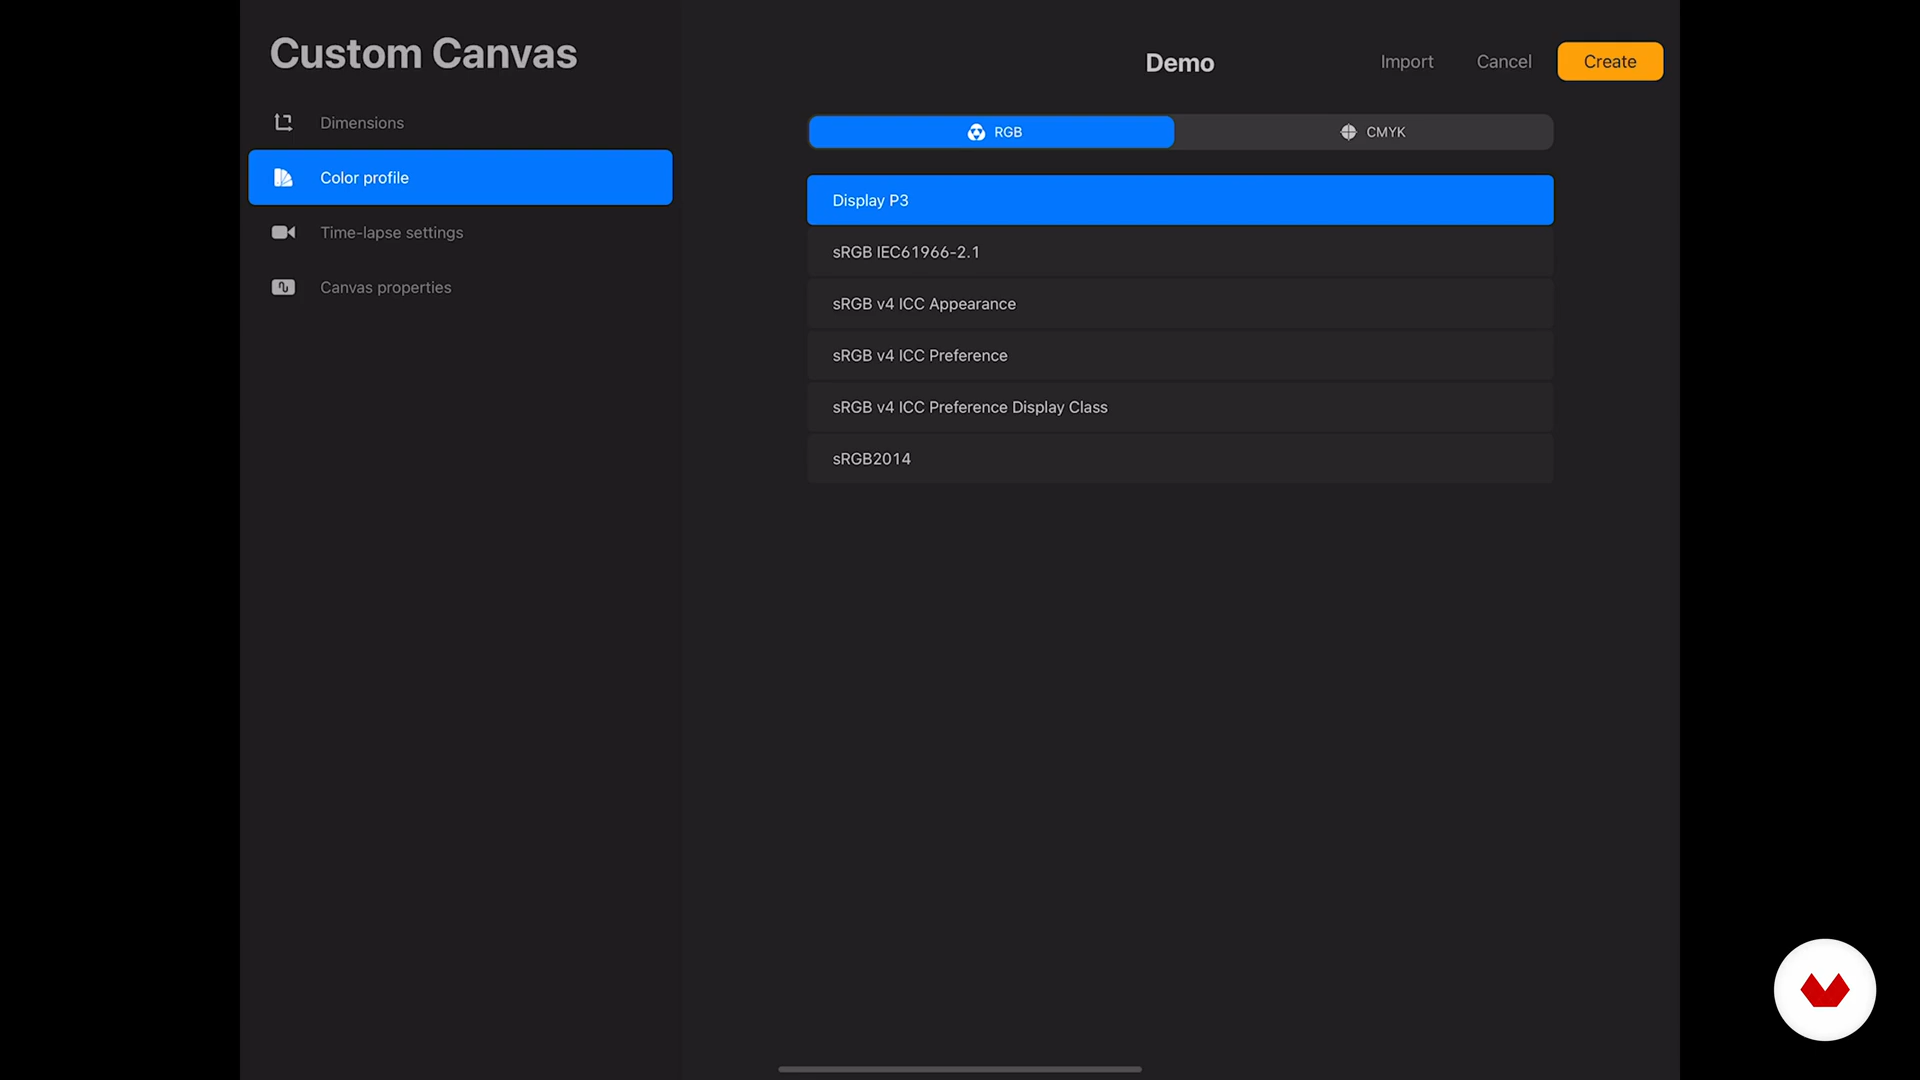 Custom Canvas
Dimensions
Color profile
Time-lapse settings
Canvas properties
Demo
Import
Cancel
Create
RGB
CMYK
Display P3
sRGB IEC61966-2.1
sRGB v4 ICC Appearance
sRGB v4 ICC Preference
sRGB v4 ICC Preference Display Class
sRGB2014